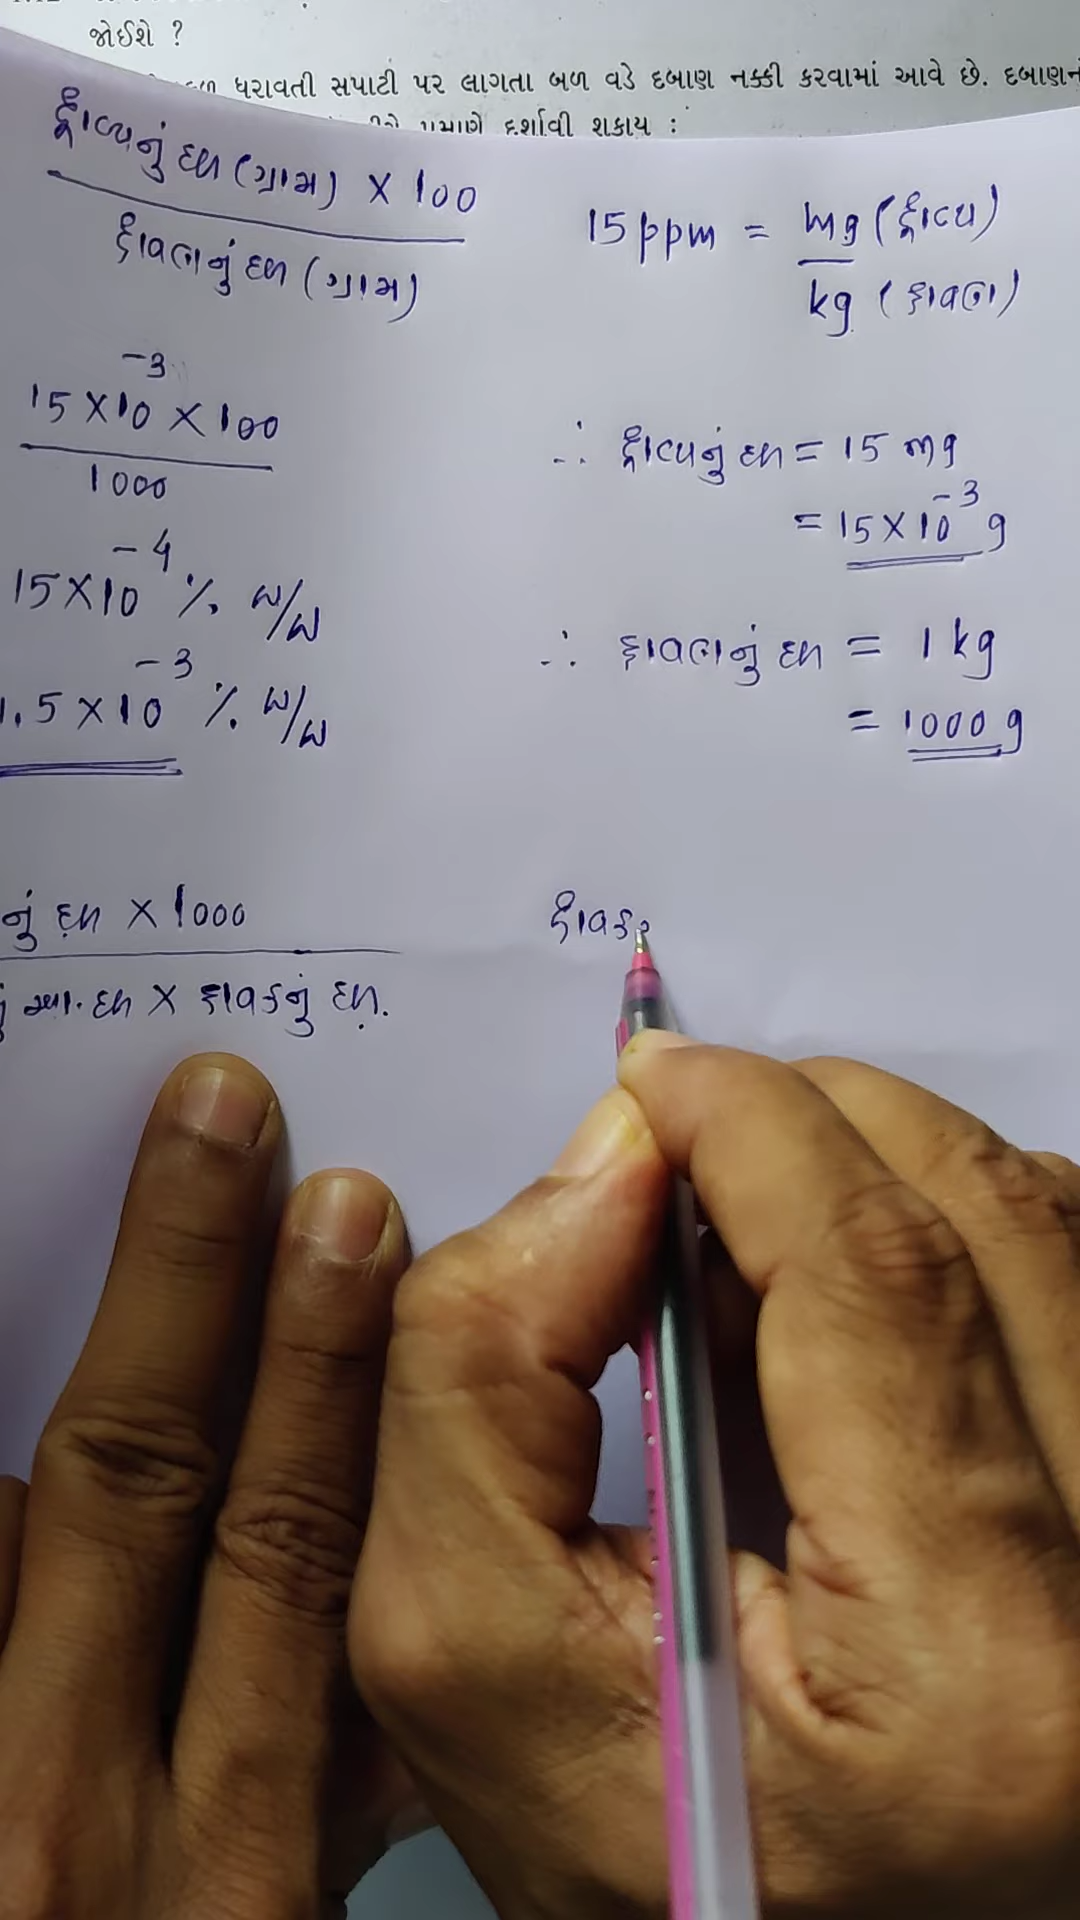 જોઈશે ?
ધરાવતી સપાટી પર લાગતા બળ વડે દબાણ નક્કી કરવામાં આવે છે. દબાણનો
પ્રમાણે દર્શાવી શકાય :
દ્રાવ્યનું દળ (ગ્રામ) X 100
દ્રાવણનું દળ (ગ્રામ)
15 X 10⁻³ X 100
1000
15 X 10⁻⁴ % W/W
1.5 X 10⁻³ % W/W
નું દળ X 1000
આ. દળ X દ્રાવકનું દળ.
15 ppm = mg (દ્રાવ્ય)
kg (દ્રાવણ)
∴ દ્રાવ્યનું દળ = 15 mg
= 15 X 10⁻³ g
∴ દ્રાવણનું દળ = 1 kg
= 1000 g
દ્રાવક